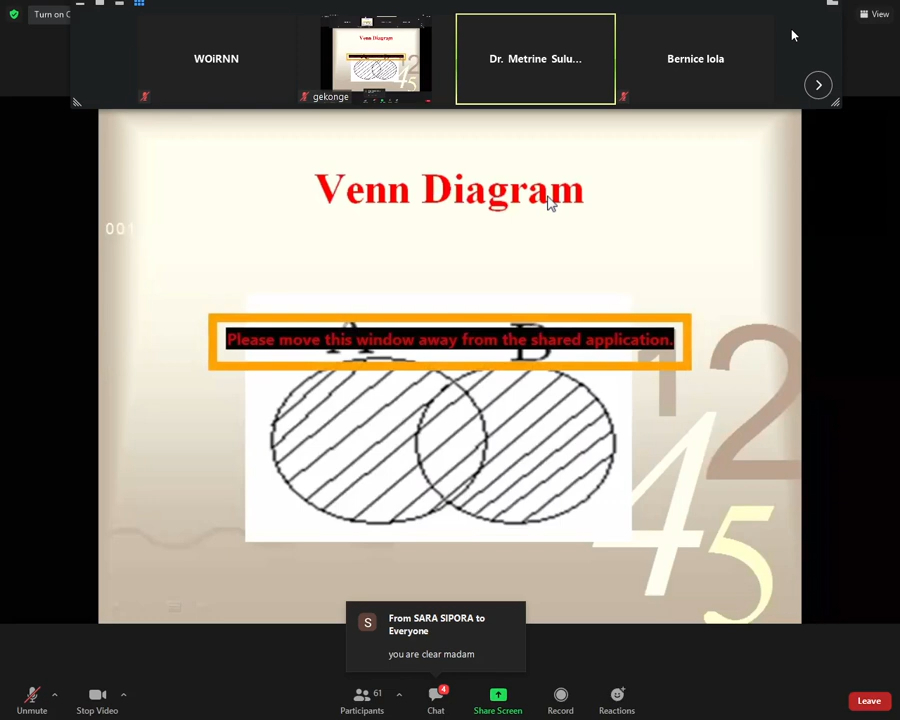 Turn on C
View
WOiRNN
Venn Diagram
gekonge
Dr. Metrine Sulu...
Bernice lola
Venn Diagram
001
Please move this window away from the shared application.
B
12
45
S
From SARA SIPORA to
Everyone
you are clear madam
Unmute
Stop Video
61
Participants
4
Chat
Share Screen
Record
Reactions
Leave